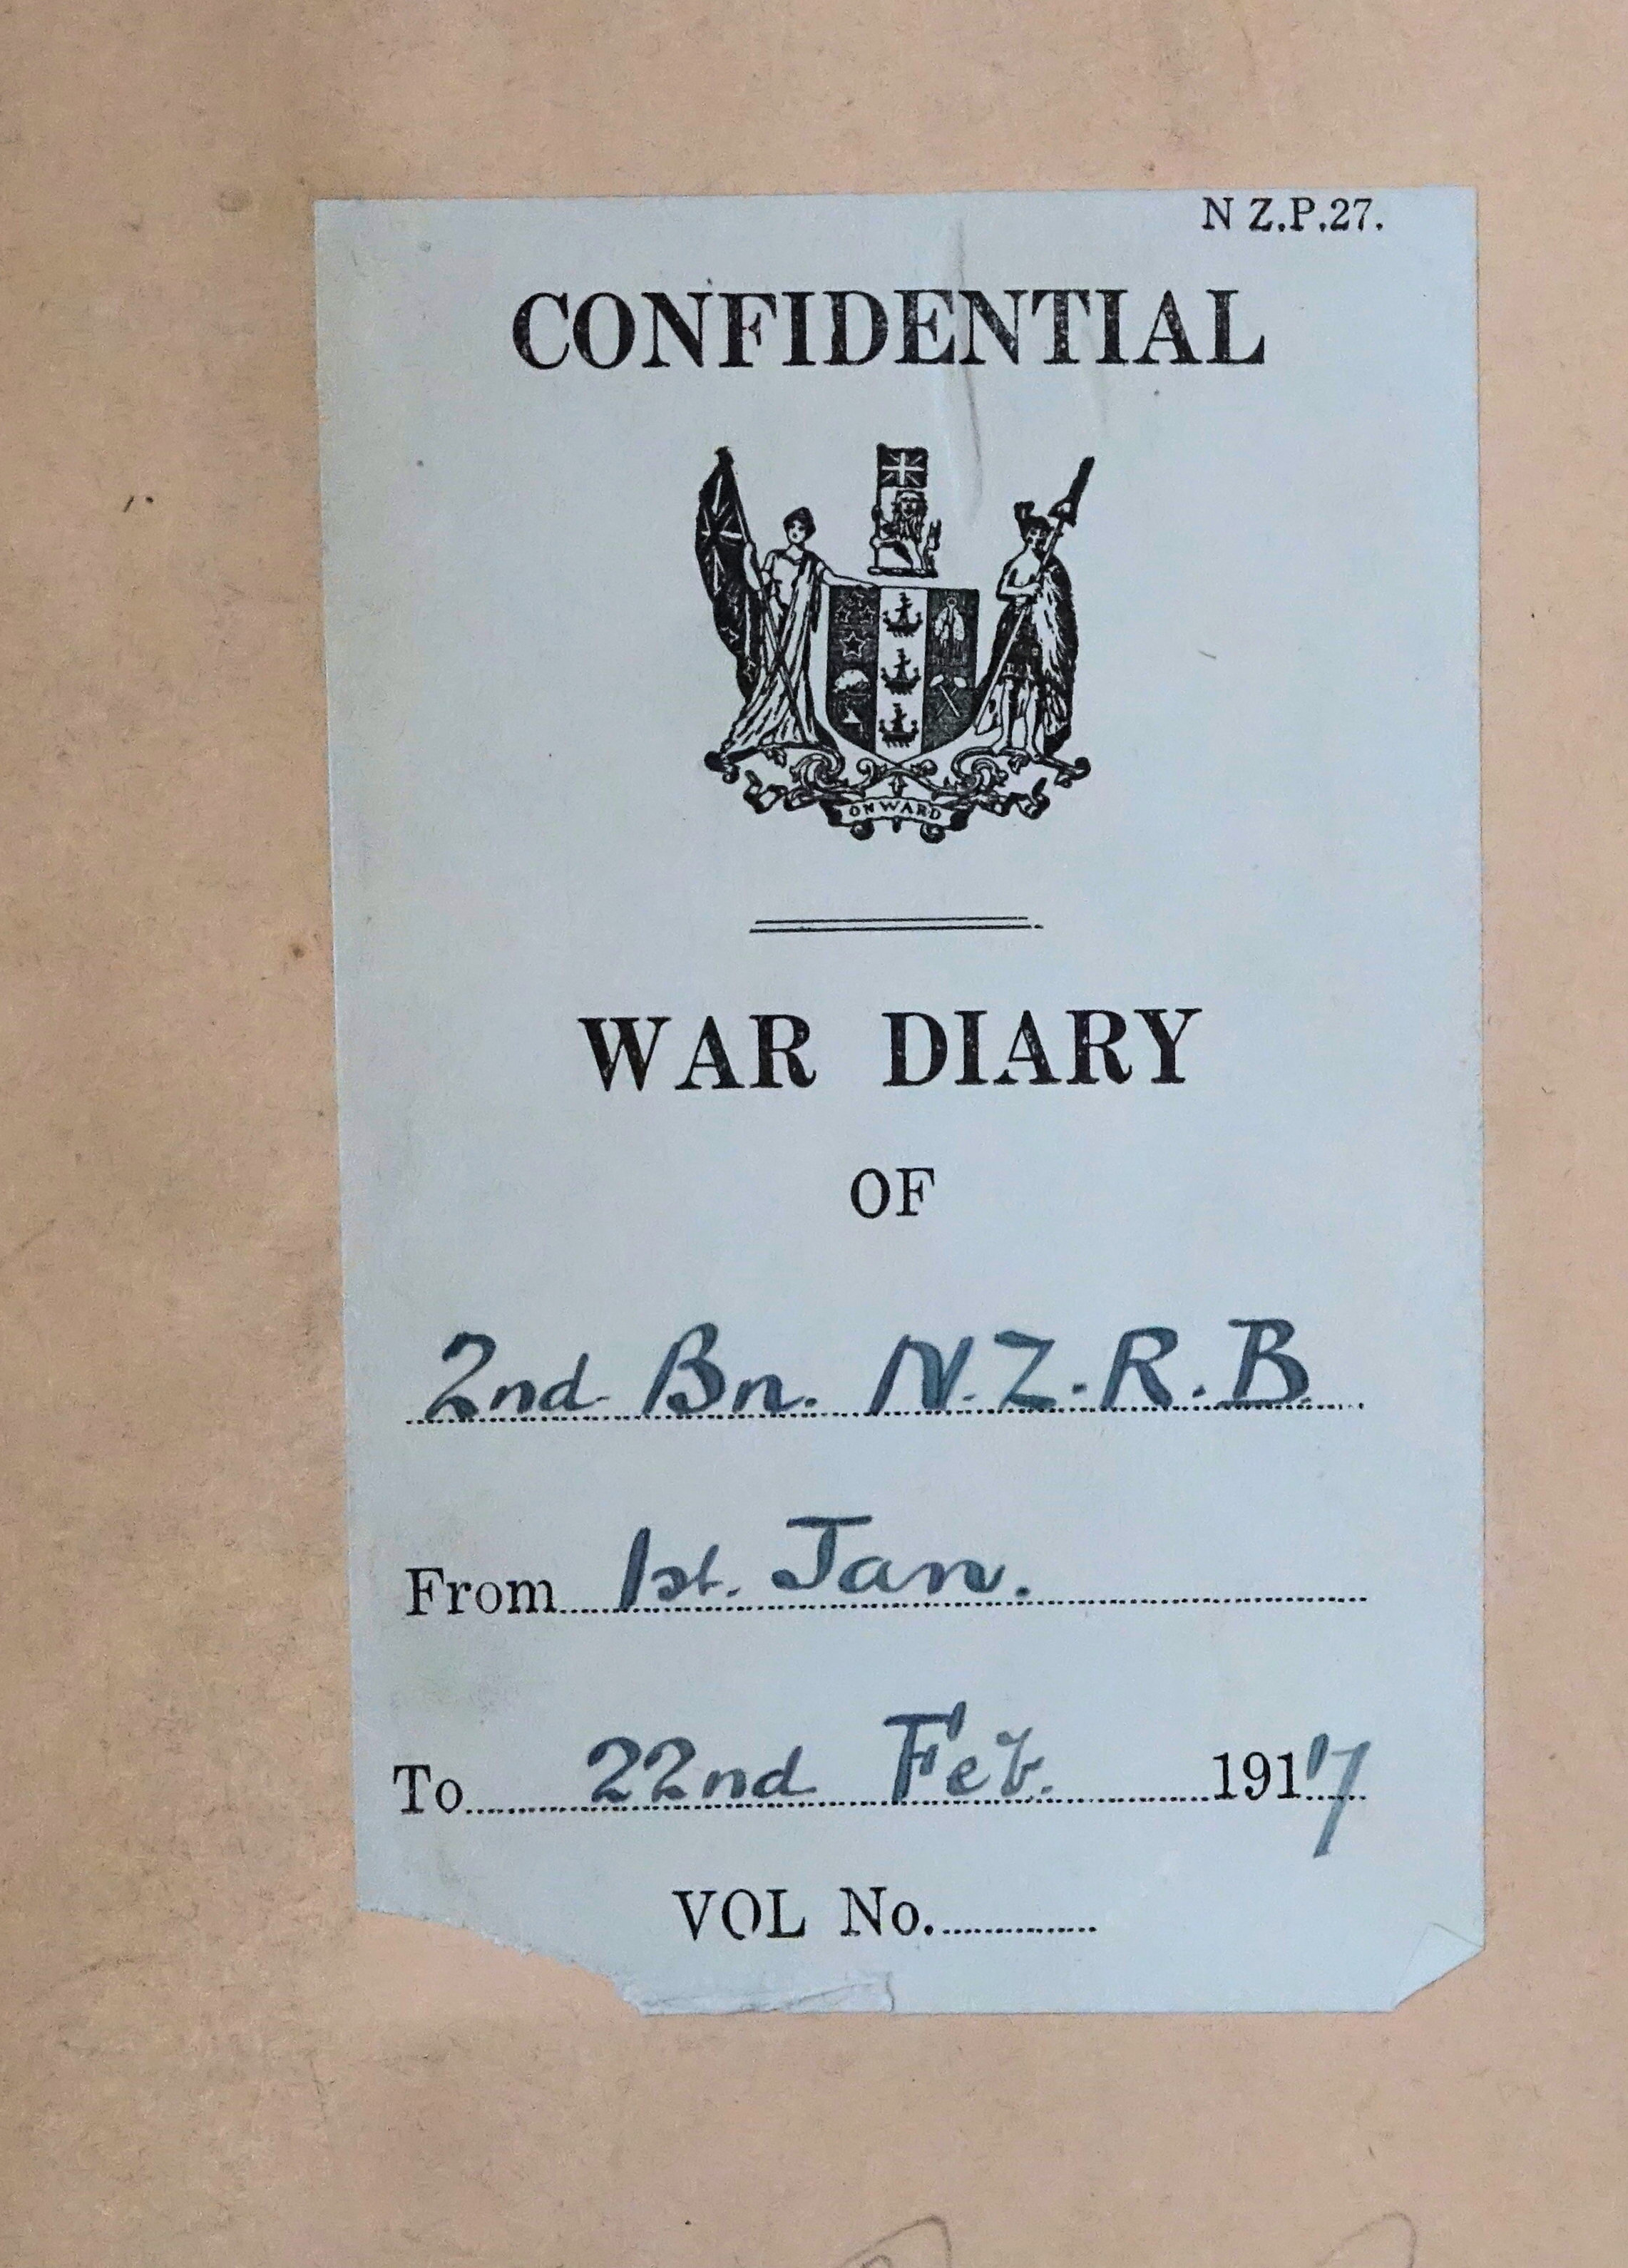 N Z.P.27.
CONFIDENTIAL
ONWARD
WAR DIARY
OF
2nd Bn. N.Z.R.B.
From 1st. Jan.
To 22nd Feb. 1917
VOL No.